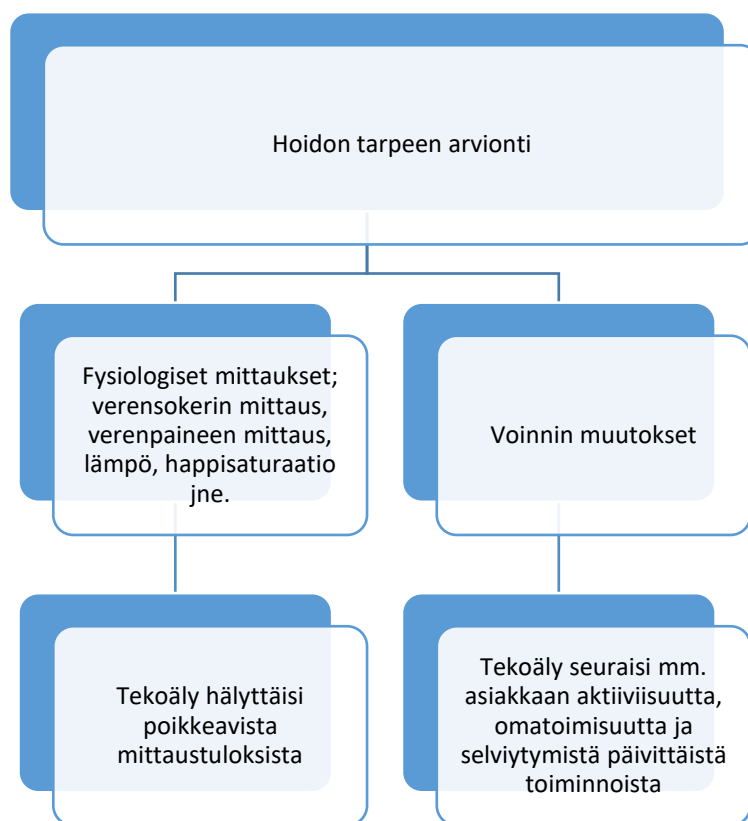 Hoidon tarpeen arvionti
Fysiologiset mittaukset;
verensokerin mittaus,
verenpaineen mittaus,
lämpö, happisaturaatio
jne.
Voinnin muutokset
Tekoäly hälyttäisi
poikkeavista
mittaustuloksista
Tekoäly seuraisi mm.
asiakkaan aktiiviisuutta,
omatoimisuutta ja
selviytymistä päivittäistä
toiminnoista